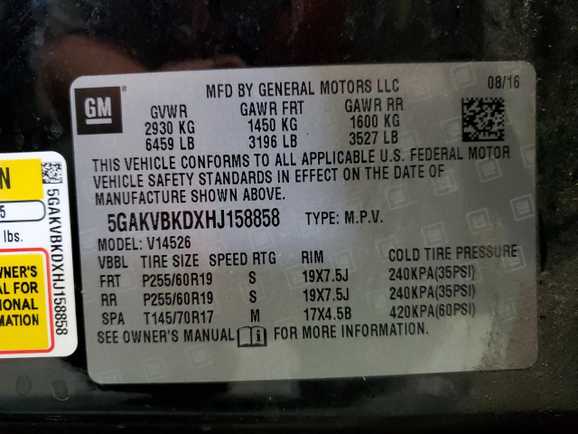 MFD BY GENERAL MOTORS LLC 08/16
GM
GVWR GAWR FRT GAWR RR
2930 KG 1450 KG 1600 KG
6459 LB 3196 LB 3527 LB
THIS VEHICLE CONFORMS TO ALL APPLICABLE U.S. FEDERAL MOTOR
VEHICLE SAFETY STANDARDS IN EFFECT ON THE DATE OF
MANUFACTURE SHOWN ABOVE.
5GAKVBKDXHJ158858 TYPE: M.P.V.
MODEL: V14526
VBBL TIRE SIZE SPEED RTG RIM COLD TIRE PRESSURE
FRT P255/60R19 S 19X7.5J 240KPA(35PSI)
RR P255/60R19 S 19X7.5J 240KPA(35PSI)
SPA T145/70R17 M 17X4.5B 420KPA(60PSI)
SEE OWNER'S MANUAL FOR MORE INFORMATION.
N
5
lbs.
WNER'S
AL FOR
IONAL
MATION
5GAKVBKDXHJ158858